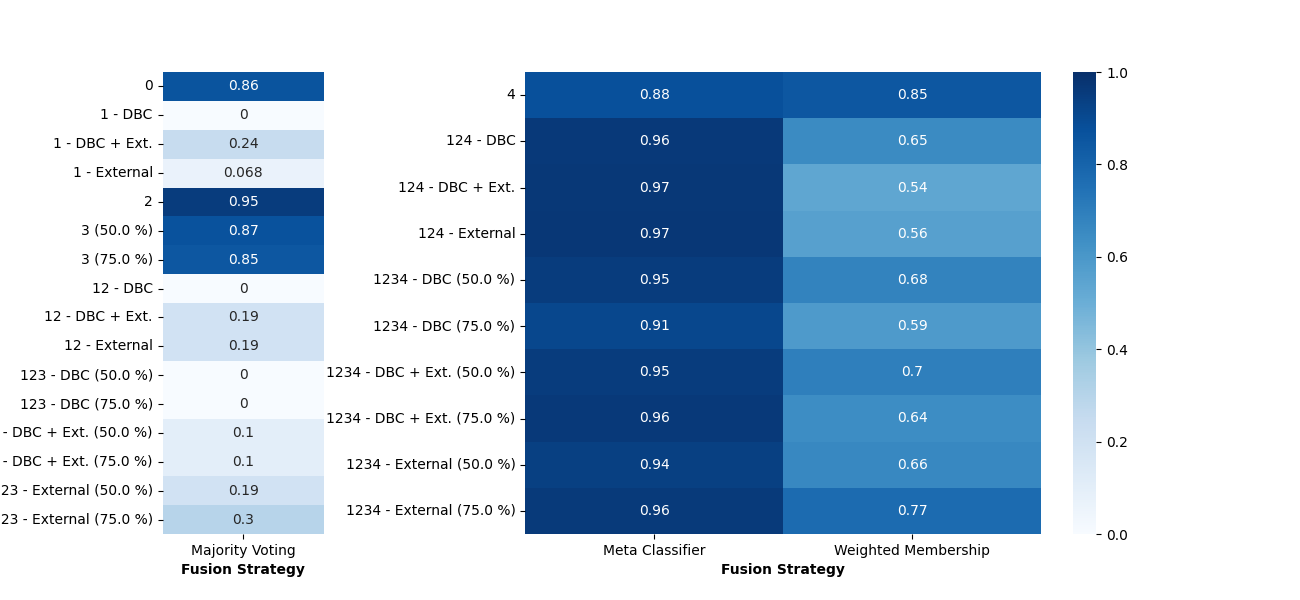 0 0.86
1 - DBC 0
1 - DBC + Ext. 0.24
1 - External 0.068
2 0.95
3 (50.0 %) 0.87
3 (75.0 %) 0.85
12 - DBC 0
12 - DBC + Ext. 0.19
12 - External 0.19
123 - DBC (50.0 %) 0
123 - DBC (75.0 %) 0
- DBC + Ext. (50.0 %) 0.1
- DBC + Ext. (75.0 %) 0.1
23 - External (50.0 %) 0.19
23 - External (75.0 %) 0.3
Majority Voting
Fusion Strategy
4 0.88 0.85
124 - DBC 0.96 0.65
124 - DBC + Ext. 0.97 0.54
124 - External 0.97 0.56
1234 - DBC (50.0 %) 0.95 0.68
1234 - DBC (75.0 %) 0.91 0.59
1234 - DBC + Ext. (50.0 %) 0.95 0.7
1234 - DBC + Ext. (75.0 %) 0.96 0.64
1234 - External (50.0 %) 0.94 0.66
1234 - External (75.0 %) 0.96 0.77
Meta Classifier Weighted Membership
Fusion Strategy
1.0
0.8
0.6
0.4
0.2
0.0